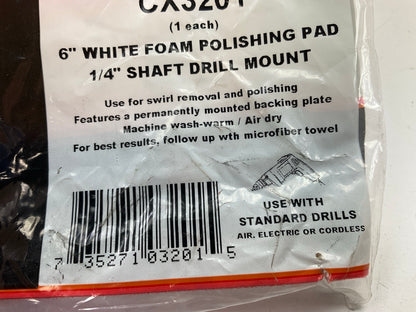 CX3201
(1 each)
6" WHITE FOAM POLISHING PAD
1/4" SHAFT DRILL MOUNT
Use for swirl removal and polishing
Features a permanently mounted backing plate
Machine wash-warm / Air dry
For best results, follow up wth microfiber towel
USE WITH
STANDARD DRILLS
AIR, ELECTRIC OR CORDLESS
7 35271 03201 5